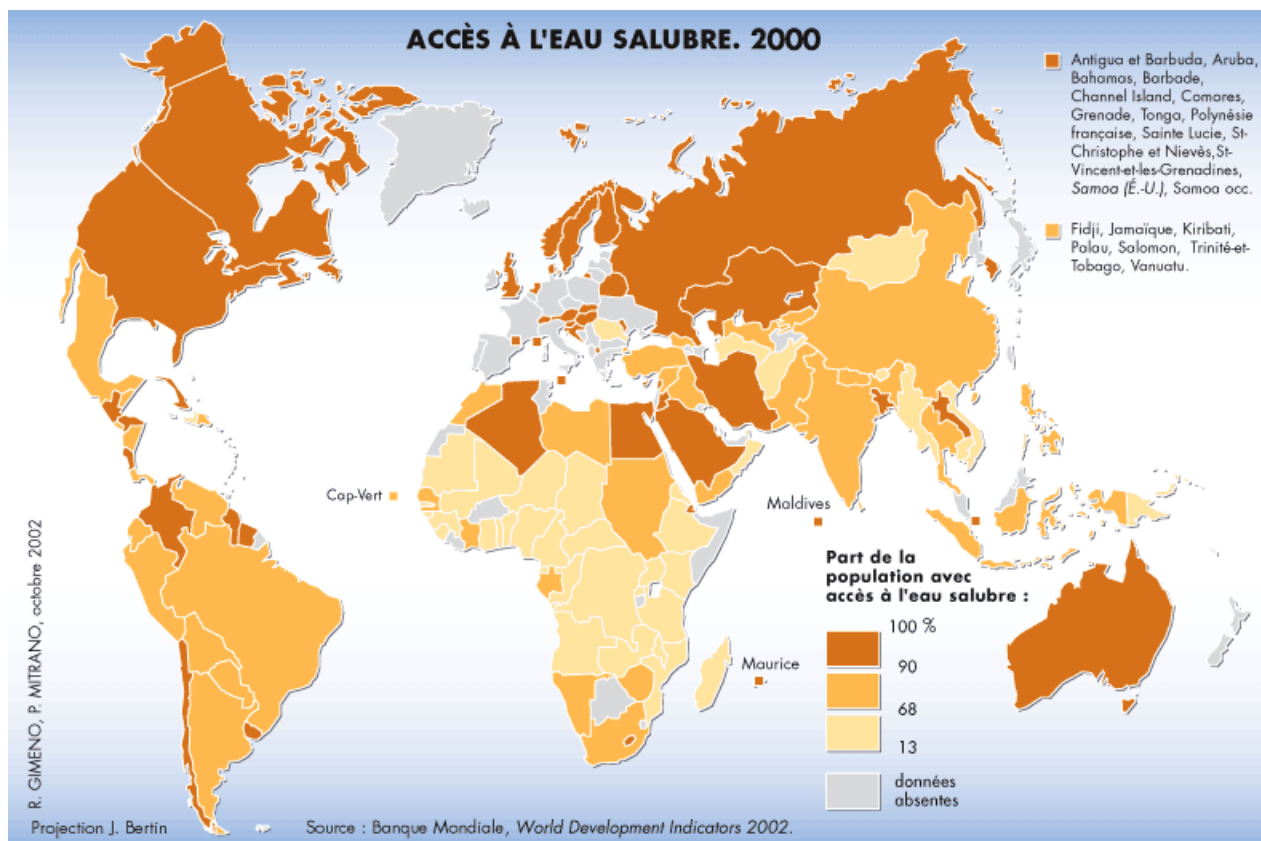 ACCÈS À L'EAU SALUBRE. 2000
Antigua et Barbuda, Aruba,
Bahamas, Barbade,
Channel Island, Comores,
Grenade, Tonga, Polynésie
française, Sainte Lucie, St-
Christophe et Nievès,St-
Vincent-et-les-Grenadines,
Samoa (É.-U.), Samoa occ.
Fidji, Jamaïque, Kiribati,
Palau, Salomon, Trinité-et-
Tobago, Vanuatu.
Cap-Vert
Maldives
Maurice
Part de la
population avec
accès à l'eau salubre :
100 %
90
68
13
données
absentes
R. GIMENO, P. MITRANO, octobre 2002
Projection J. Bertin
Source : Banque Mondiale, World Development Indicators 2002.